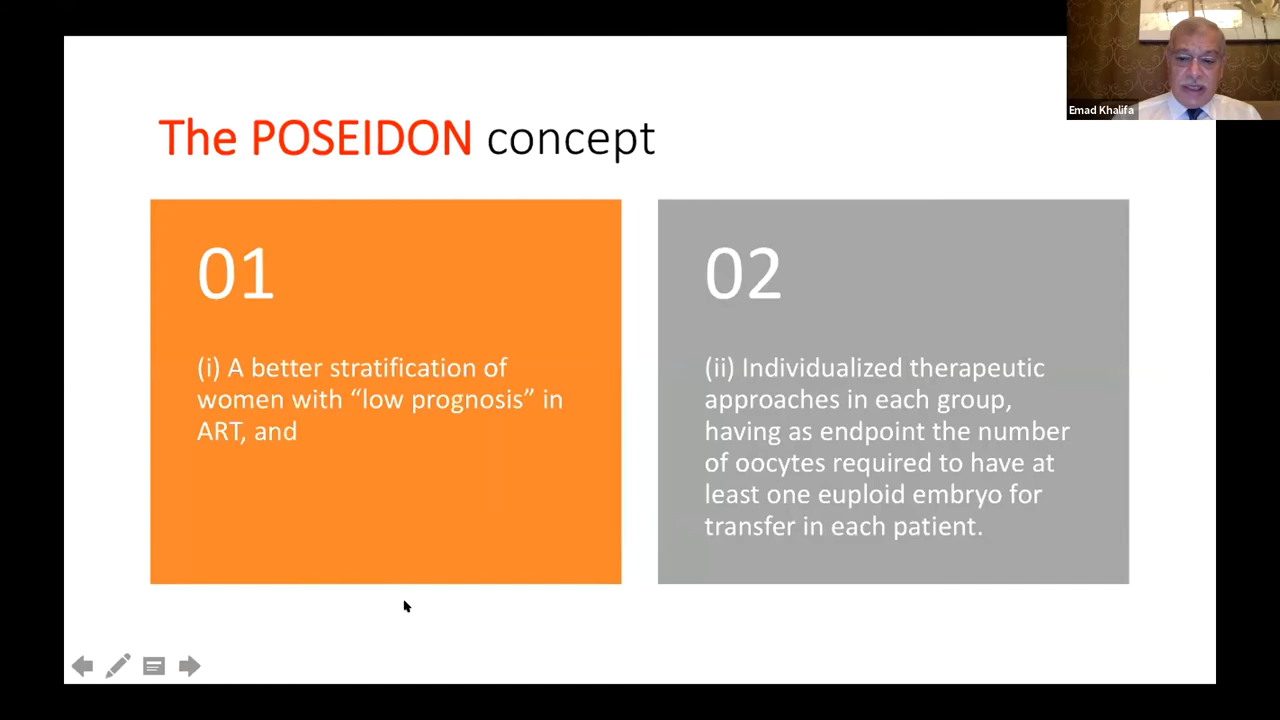 Emad Khalifa
The POSEIDON concept
01
(i) A better stratification of
women with “low prognosis” in
ART, and
02
(ii) Individualized therapeutic
approaches in each group,
having as endpoint the number
of oocytes required to have at
least one euploid embryo for
transfer in each patient.